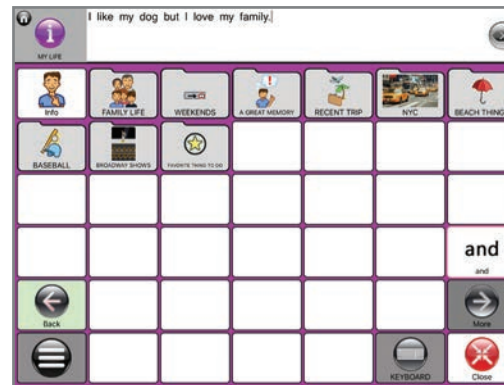 I like my dog but I love my family.
MY LIFE
Info
FAMILY LIFE
WEEKENDS
A GREAT MEMORY
RECENT TRIP
NYC
BEACH THING
BASEBALL
BROADWAY SHOWS
FAVORITE THING TO DO
and
and
Back
More
KEYBOARD
Close